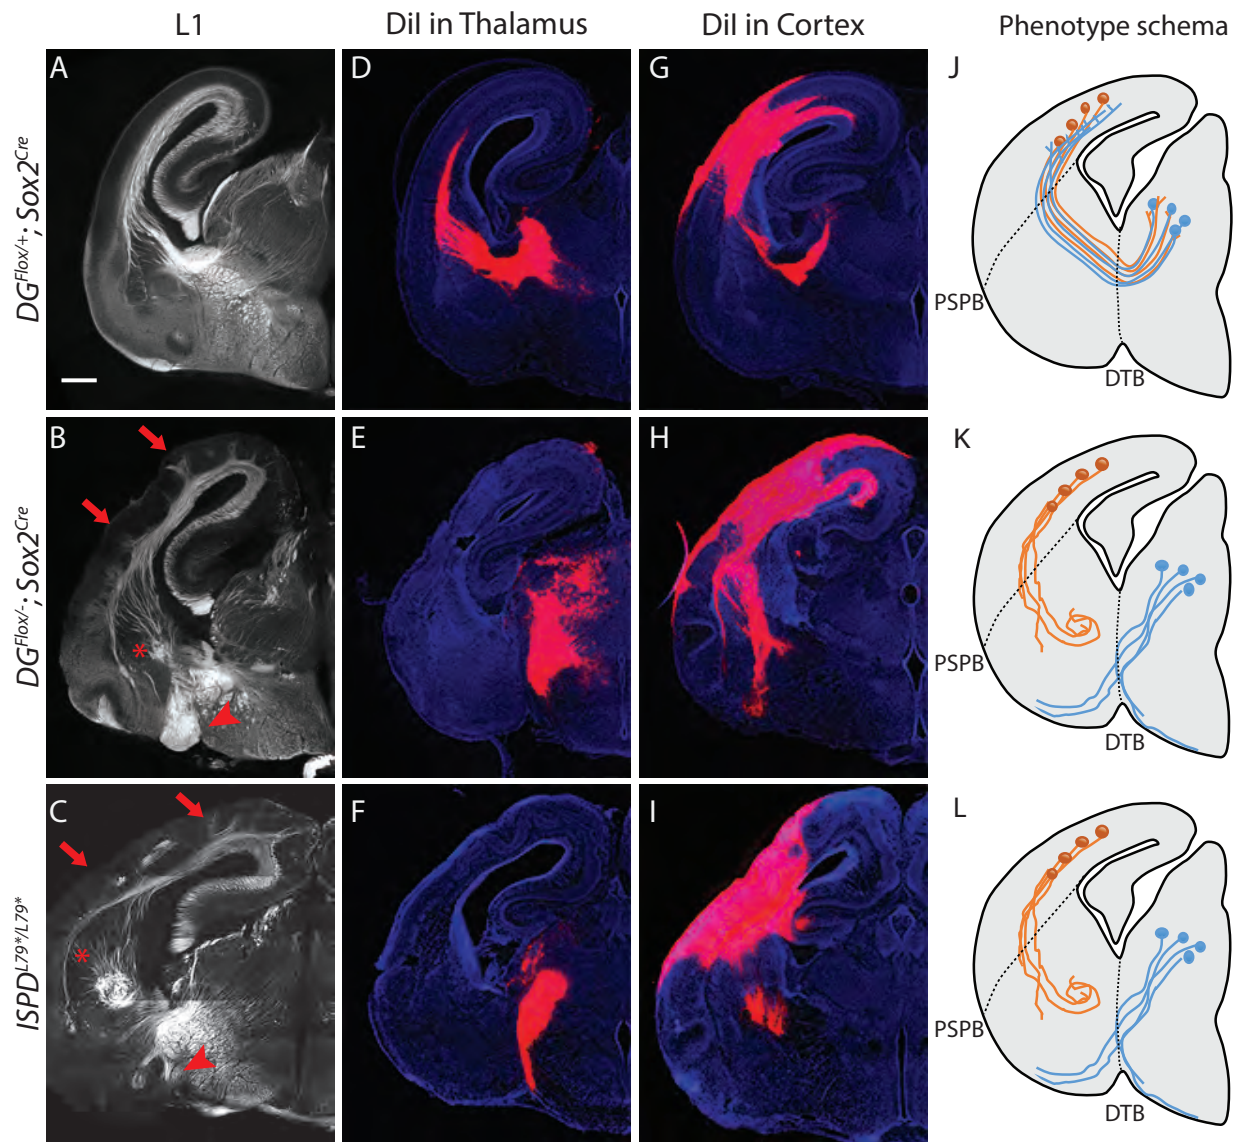 L1
DiI in Thalamus
DiI in Cortex
Phenotype schema
A
D
G
J
DG^Flox/+; Sox2^Cre
PSPB
DTB
B
E
H
K
DG^Flox/-; Sox2^Cre
*
PSPB
DTB
C
F
I
L
ISPD^L79*/L79*
*
PSPB
DTB